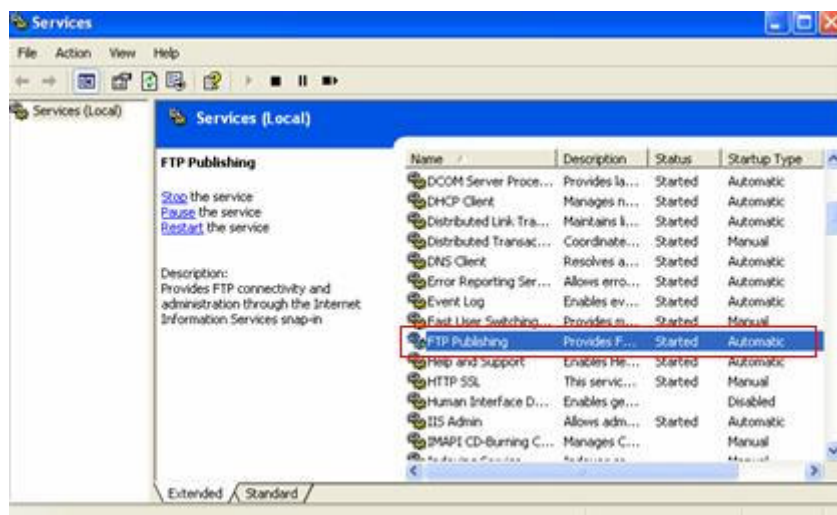 Services
File Action View Help
Services (Local)
Services (Local)
FTP Publishing
Stop the service
Pause the service
Restart the service
Description:
Provides FTP connectivity and
administration through the Internet
Information Services snap-in
Name Description Status Startup Type
DCOM Server Proce... Provides la... Started Automatic
DHCP Client Manages n... Started Automatic
Distributed Link Tra... Maintains li... Started Automatic
Distributed Transac... Coordinate... Started Manual
DNS Client Resolves a... Started Automatic
Error Reporting Ser... Allows erro... Started Automatic
Event Log Enables ev... Started Automatic
Fast User Switching... Provides m... Started Manual
FTP Publishing Provides F... Started Automatic
Help and Support Enables He... Started Automatic
HTTP SSL This servic... Started Manual
Human Interface D... Enables ge... Disabled
IIS Admin Allows adm... Started Automatic
IMAPI CD-Burning C... Manages C... Manual
Extended Standard